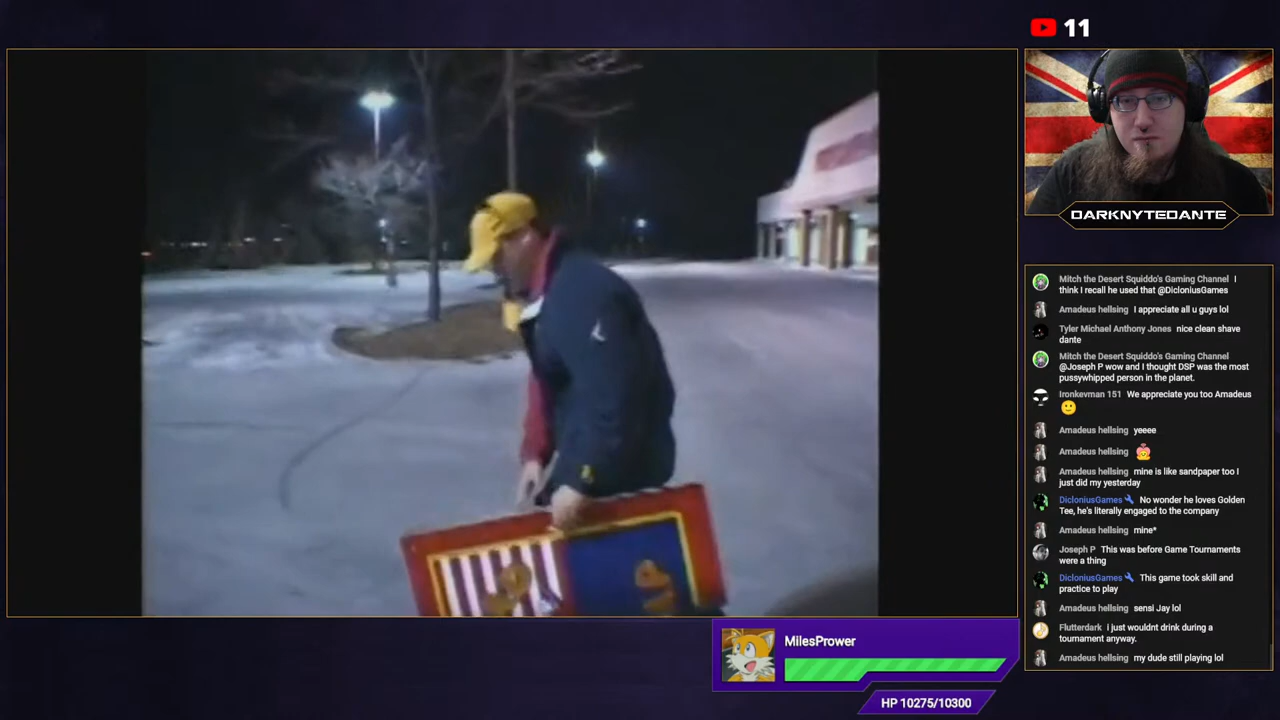 11
DARKNYTEDANTE
Mitch the Desert Squiddo's Gaming Channel I
think I recall he used that @DicloniusGames
Amadeus hellsing I appreciate all u guys lol
Tyler Michael Anthony Jones nice clean shave
dante
Mitch the Desert Squiddo's Gaming Channel
@Joseph P wow and I thought DSP was the most
pussywhipped person in the planet.
Ironkevman 151 We appreciate you too Amadeus
Amadeus hellsing yeeee
Amadeus hellsing
Amadeus hellsing mine is like sandpaper too I
just did my yesterday
DicloniusGames No wonder he loves Golden
Tee, he's literally engaged to the company
Amadeus hellsing mine*
Joseph P This was before Game Tournaments
were a thing
DicloniusGames This game took skill and
practice to play
Amadeus hellsing sensi Jay lol
Flutterdark i just wouldnt drink during a
tournament anyway.
Amadeus hellsing my dude still playing lol
MilesPrower
HP 10275/10300